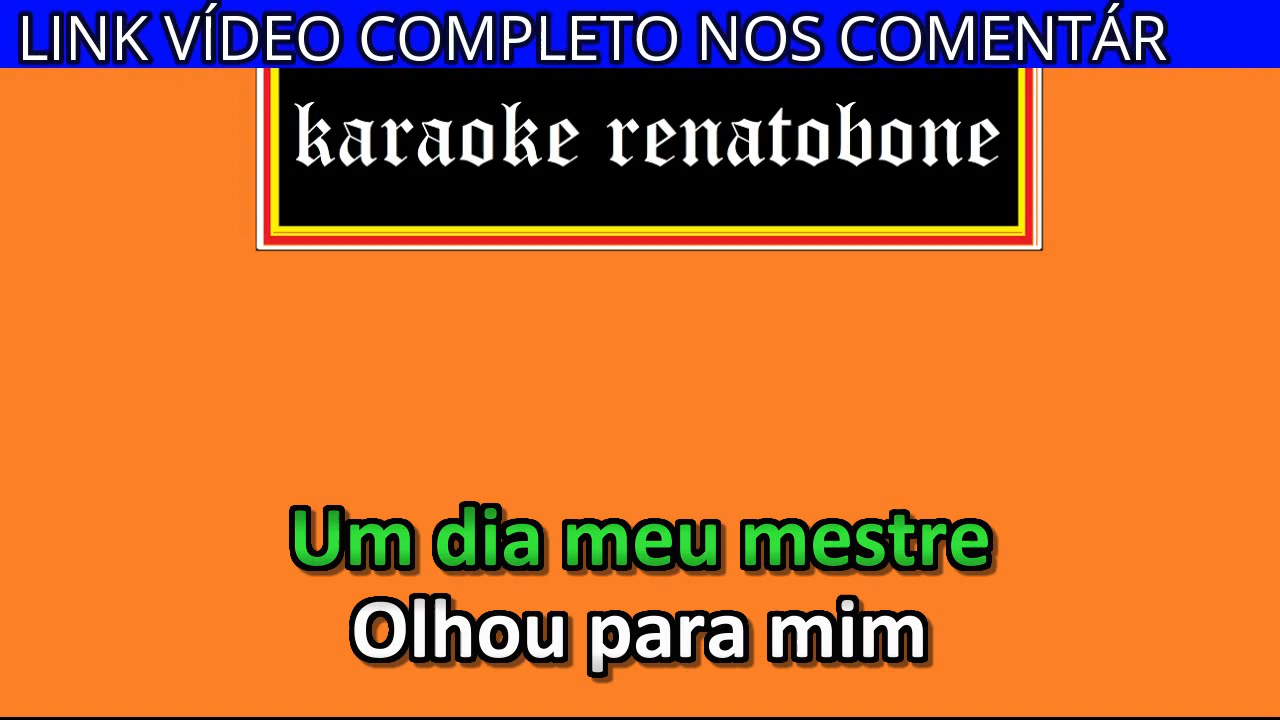 LINK VÍDEO COMPLETO NOS COMENTÁR
karaoke renatobone
Um dia meu mestre
Olhou para mim